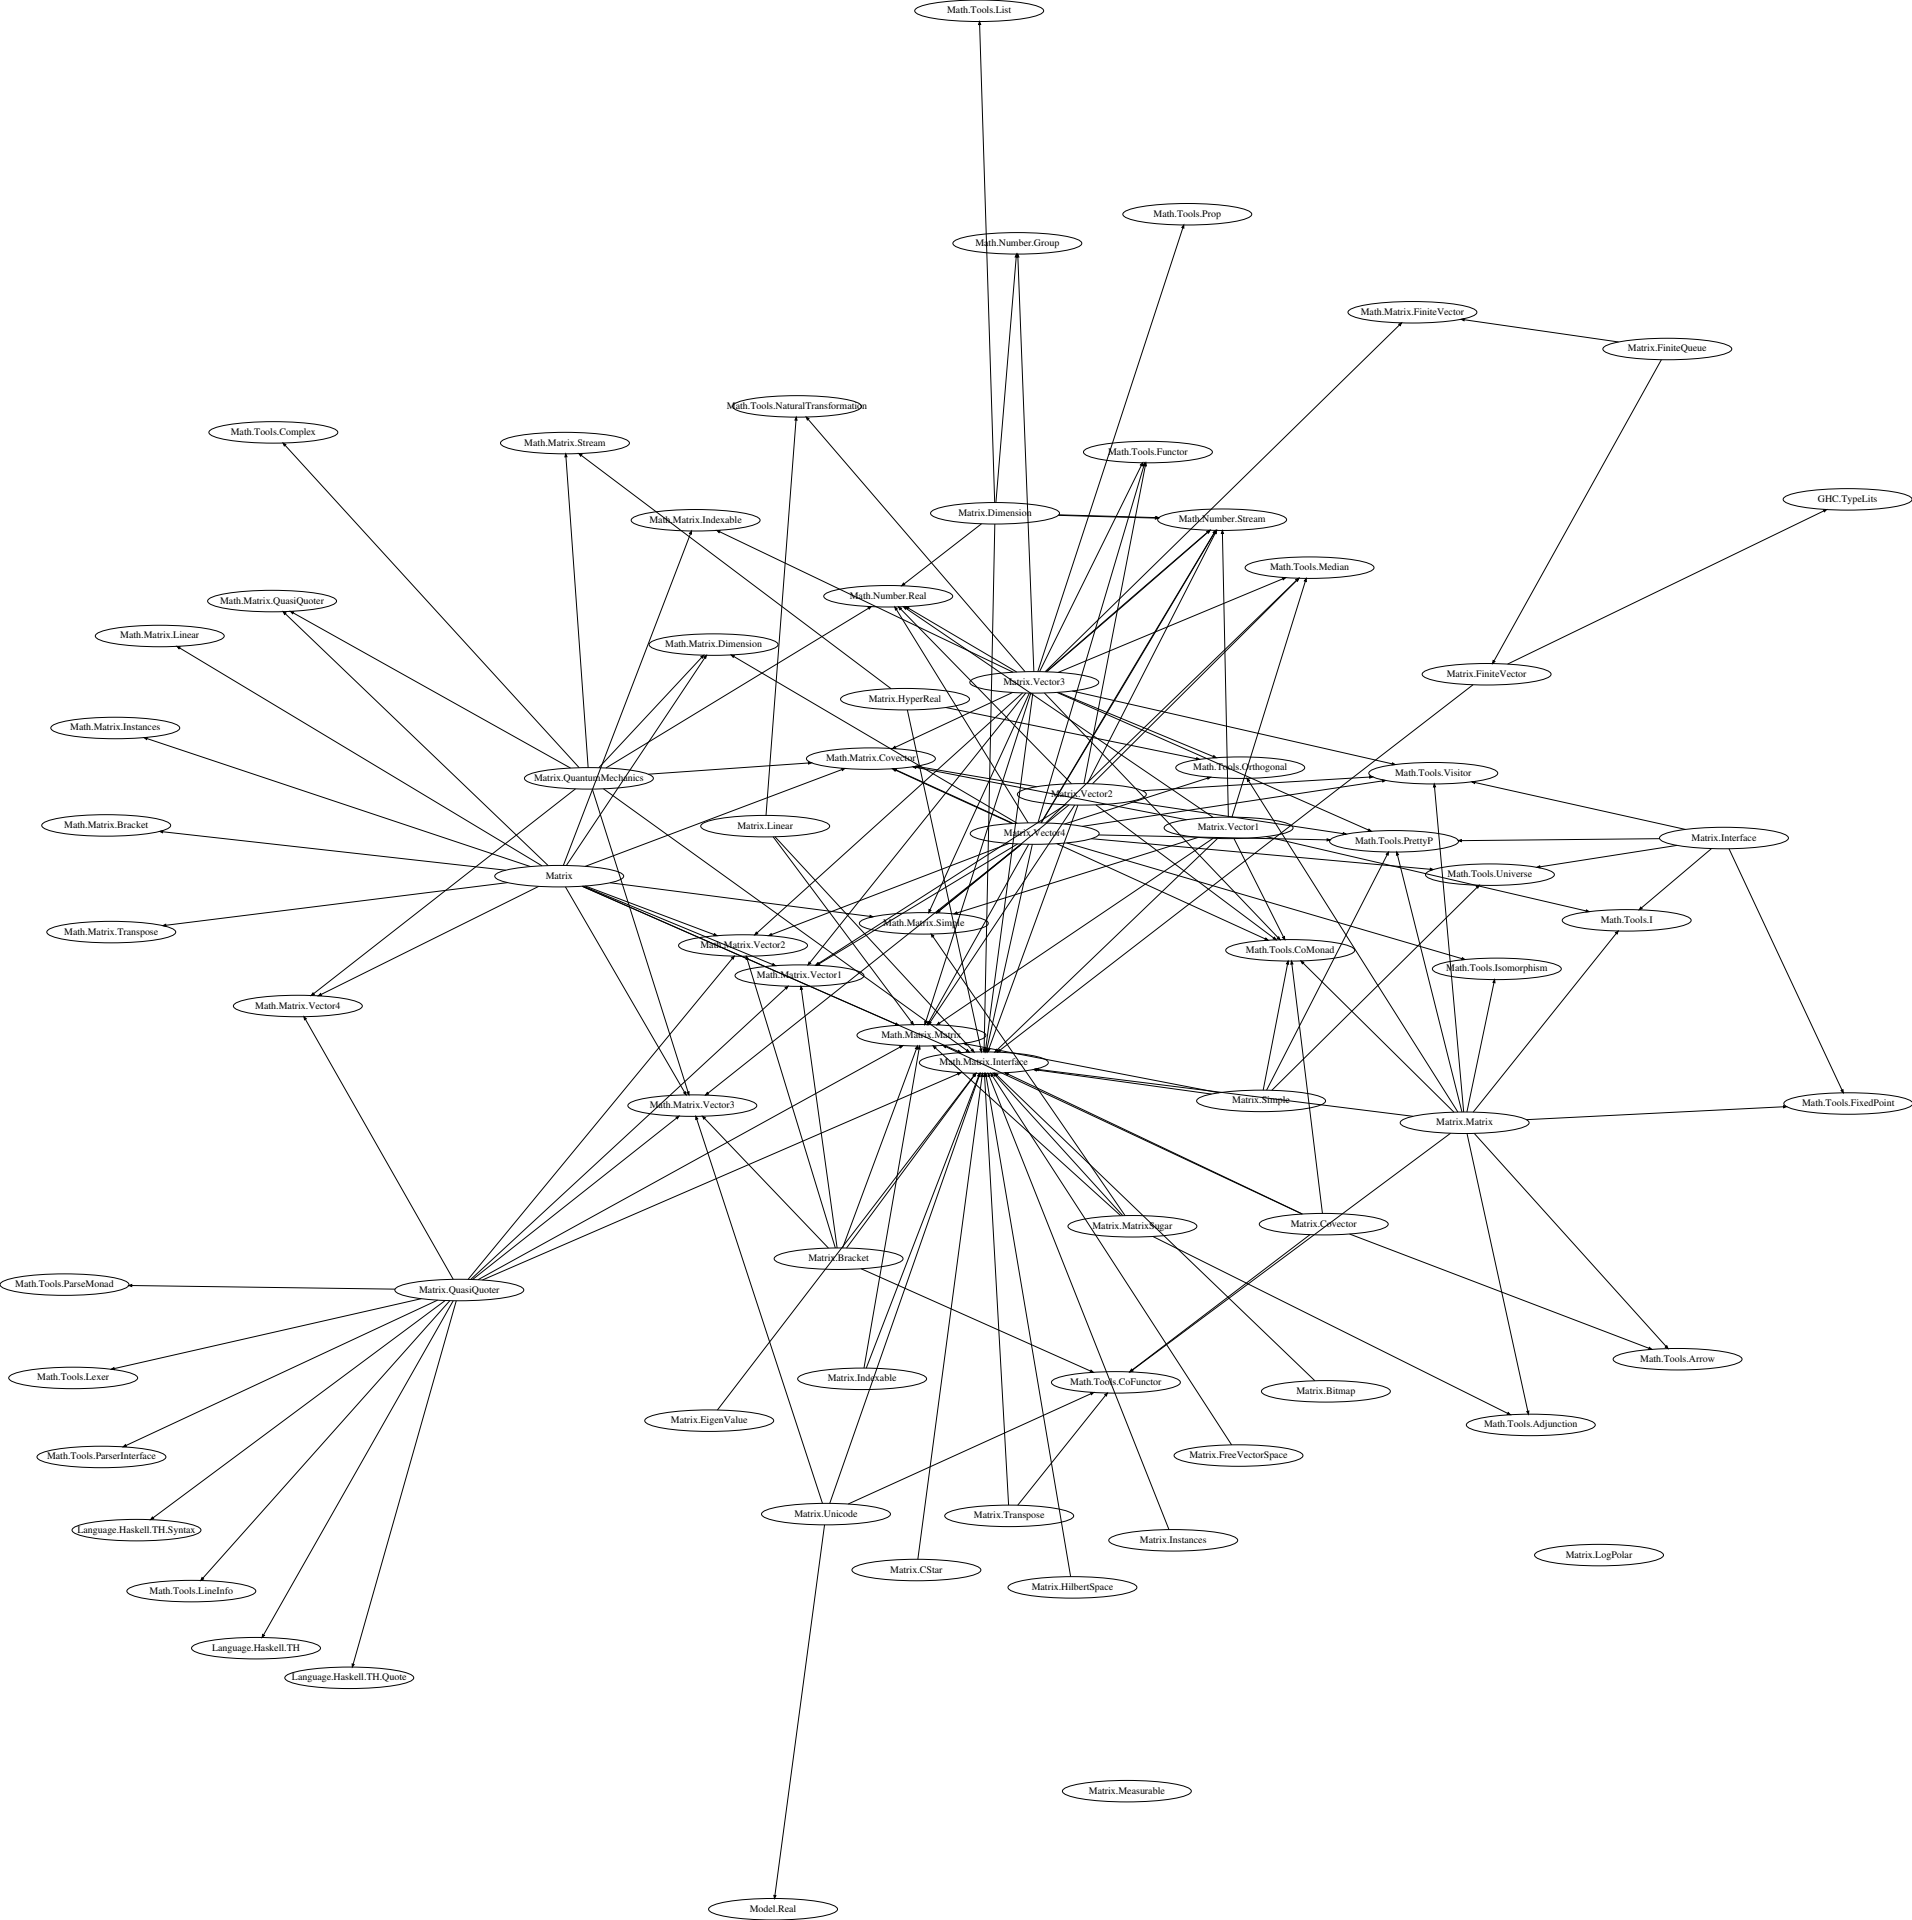 Math.Tools.List
Math.Tools.Prop
Math.Number.Group
Math.Matrix.FiniteVector
Matrix.FiniteQueue
Math.Tools.NaturalTransformation
Math.Tools.Complex
Math.Matrix.Stream
Math.Tools.Functor
GHC.TypeLits
Matrix.Dimension
Math.Matrix.Indexable
Math.Number.Stream
Math.Tools.Median
Math.Number.Real
Math.Matrix.QuasiQuoter
Math.Matrix.Linear
Math.Matrix.Dimension
Matrix.FiniteVector
Matrix.Vector3
Matrix.HyperReal
Math.Matrix.Instances
Math.Matrix.Covector
Math.Tools.Orthogonal
Math.Tools.Visitor
Matrix.QuantumMechanics
Matrix.Vector2
Math.Matrix.Bracket
Matrix.Linear
Matrix.Vector4
Matrix.Vector1
Math.Tools.PrettyP
Matrix.Interface
Matrix
Math.Tools.Universe
Math.Tools.I
Math.Matrix.Transpose
Math.Matrix.Simple
Math.Matrix.Vector2
Math.Tools.CoMonad
Math.Tools.Isomorphism
Math.Matrix.Vector1
Math.Matrix.Vector4
Math.Matrix.Matrix
Math.Matrix.Interface
Math.Matrix.Vector3
Matrix.Simple
Math.Tools.FixedPoint
Matrix.Matrix
Matrix.MatrixSugar
Matrix.Covector
Matrix.Bracket
Math.Tools.ParseMonad
Matrix.QuasiQuoter
Math.Tools.Arrow
Math.Tools.Lexer
Matrix.Indexable
Math.Tools.CoFunctor
Matrix.Bitmap
Matrix.EigenValue
Math.Tools.Adjunction
Math.Tools.ParserInterface
Matrix.FreeVectorSpace
Matrix.Unicode
Matrix.Transpose
Language.Haskell.TH.Syntax
Matrix.Instances
Matrix.LogPolar
Matrix.CStar
Matrix.HilbertSpace
Math.Tools.LineInfo
Language.Haskell.TH
Language.Haskell.TH.Quote
Matrix.Measurable
Model.Real